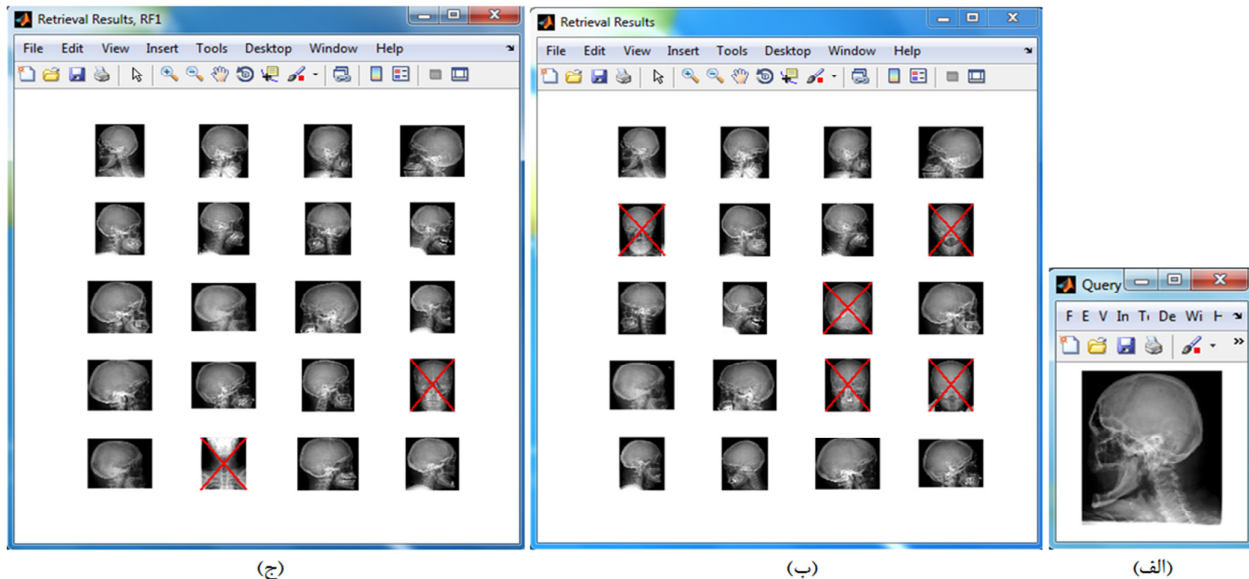 Retrieval Results, RF1
File Edit View Insert Tools Desktop Window Help
Retrieval Results
File Edit View Insert Tools Desktop Window Help
Query
F E V In To De Wi H
(ج)
(ب)
(الف)